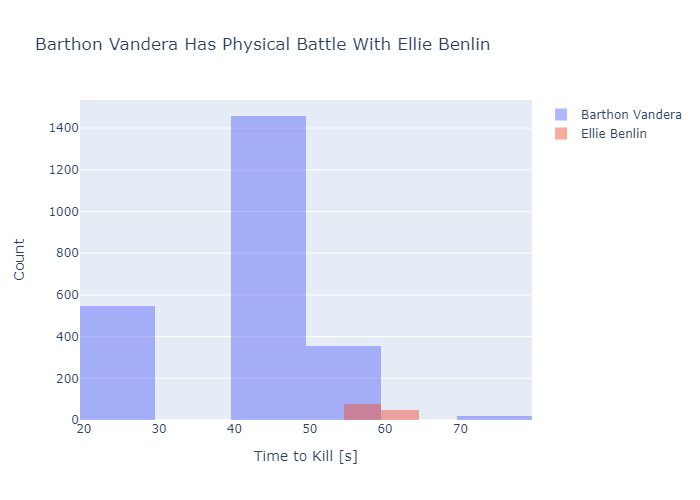 Barthon Vandera Has Physical Battle With Ellie Benlin
Barthon Vandera
Ellie Benlin
1400
1200
1000
800
600
400
200
0
20 30 40 50 60 70
Count
Time to Kill [s]